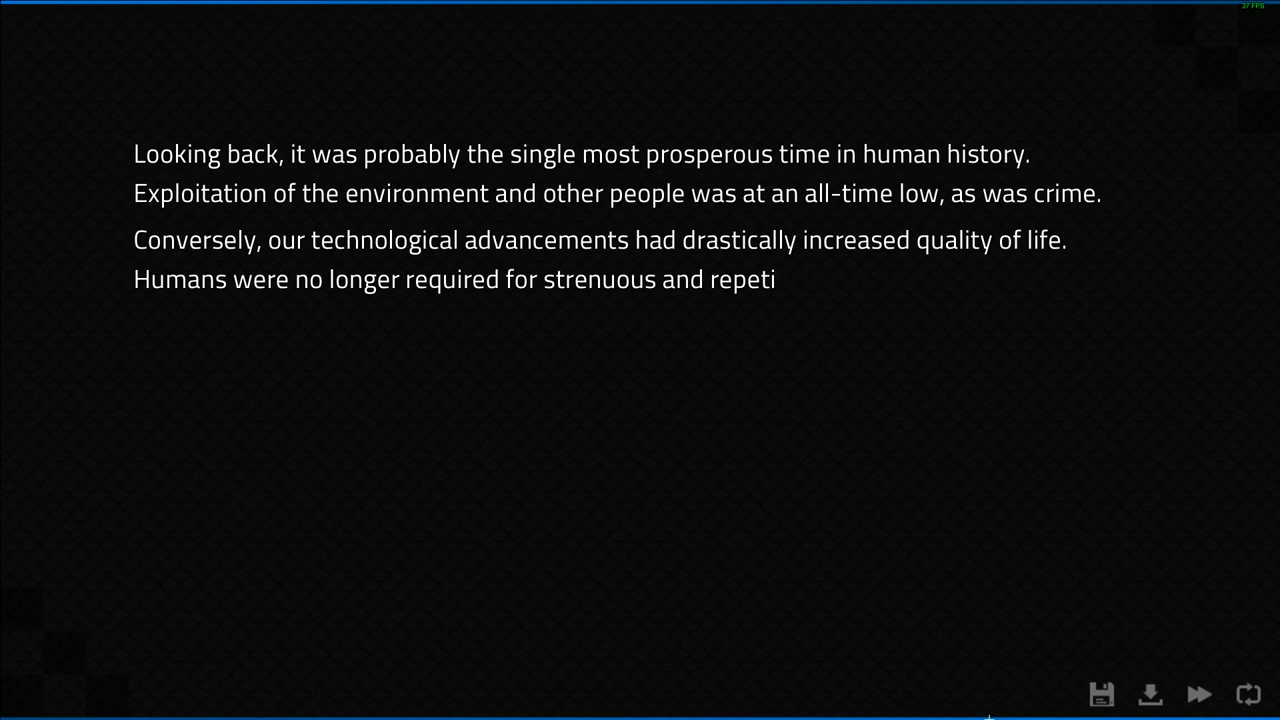 37 FPS
Looking back, it was probably the single most prosperous time in human history.
Exploitation of the environment and other people was at an all-time low, as was crime.
Conversely, our technological advancements had drastically increased quality of life.
Humans were no longer required for strenuous and repeti